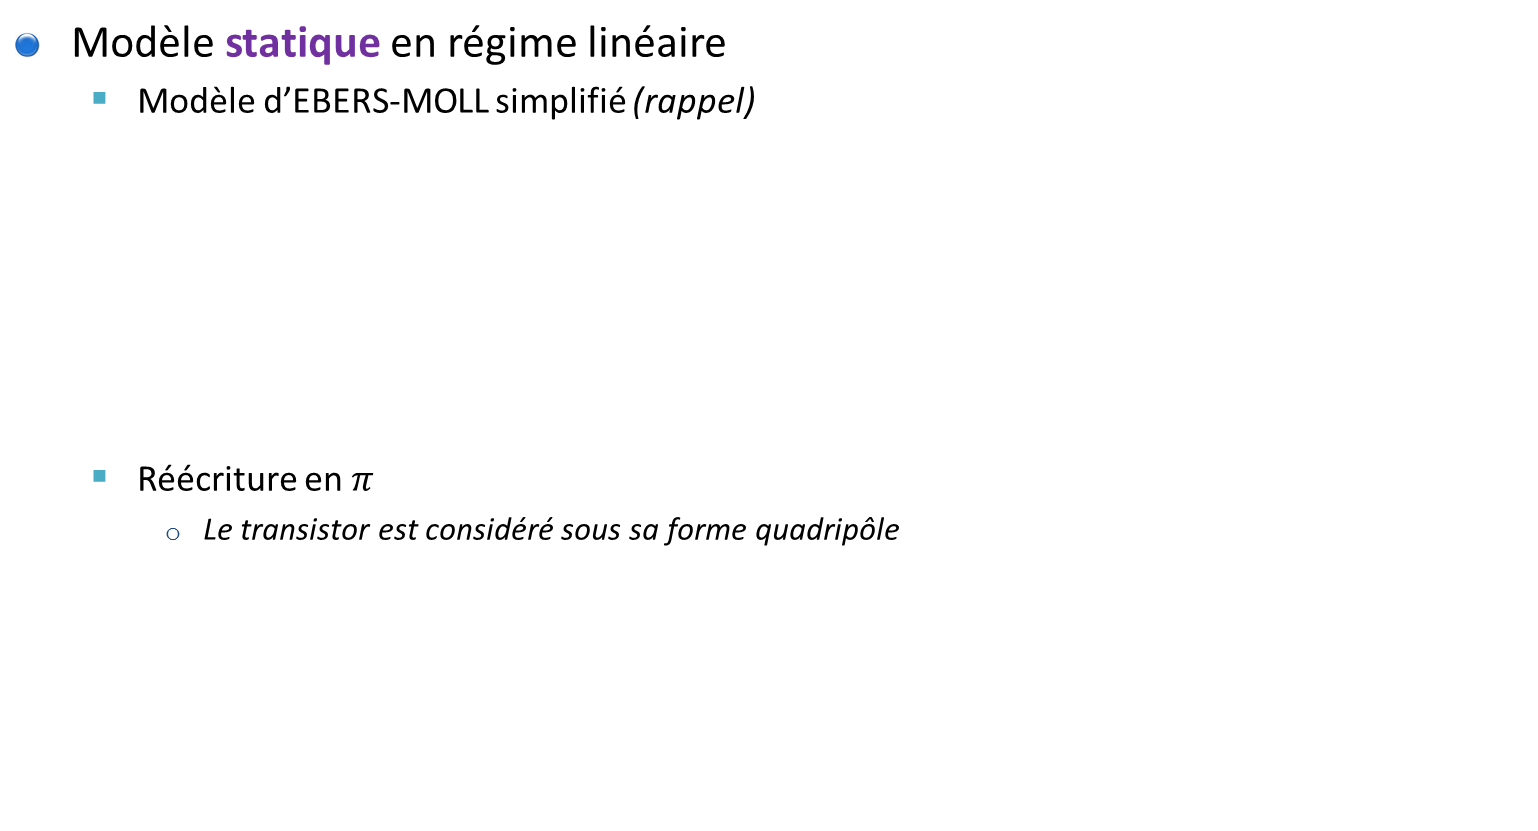 Modèle statique en régime linéaire
Modèle d’EBERS-MOLL simplifié (rappel)
Réécriture en π
Le transistor est considéré sous sa forme quadripôle